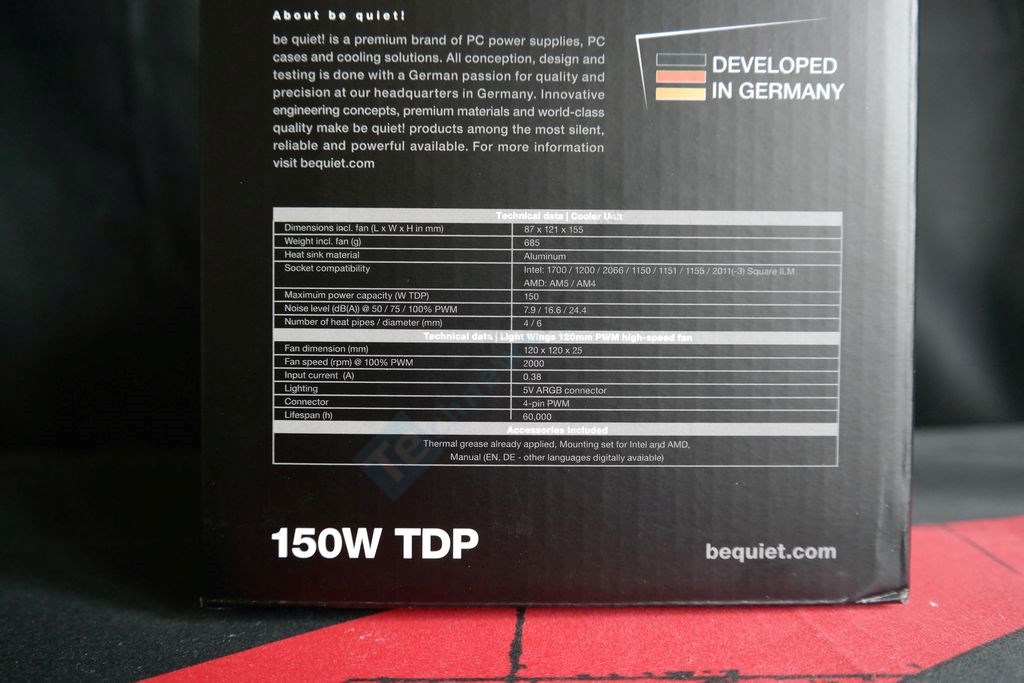 About be quiet!
be quiet! is a premium brand of PC power supplies, PC
cases and cooling solutions. All conception, design and
testing is done with a German passion for quality and
precision at our headquarters in Germany. Innovative
engineering concepts, premium materials and world-class
quality make be quiet! products among the most silent,
reliable and powerful available. For more information
visit bequiet.com
DEVELOPED
IN GERMANY
Technical data | Cooler Unit
Dimensions incl. fan (L x W x H in mm) 87 x 121 x 155
Weight incl. fan (g) 685
Heat sink material Aluminum
Socket compatibility Intel: 1700 / 1200 / 2066 / 1150 / 1151 / 1155 / 2011(-3) Square ILM
AMD: AM5 / AM4
Maximum power capacity (W TDP) 150
Noise level (dB(A)) @ 50 / 75 / 100% PWM 7.9 / 16.6 / 24.4
Number of heat pipes / diameter (mm) 4 / 6
Technical data | Light Wings 120mm PWM high-speed fan
Fan dimension (mm) 120 x 120 x 25
Fan speed (rpm) @ 100% PWM 2000
Input current (A) 0.38
Lighting 5V ARGB connector
Connector 4-pin PWM
Lifespan (h) 60,000
Accessories Included
Thermal grease already applied, Mounting set for Intel and AMD,
Manual (EN, DE - other languages digitally avaiable)
150W TDP
bequiet.com